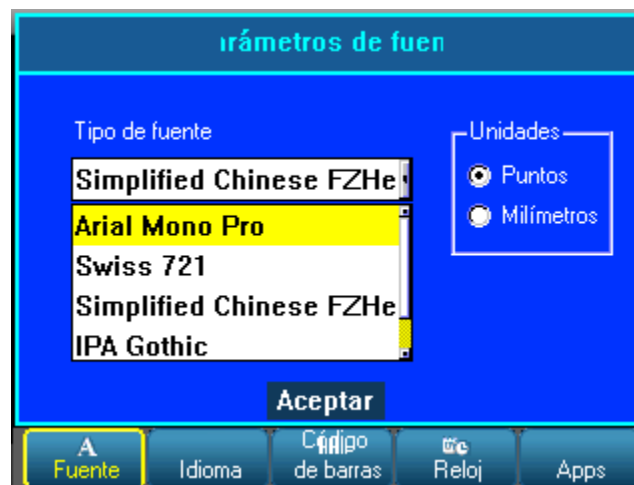 arámetros de fuen
Tipo de fuente
Unidades
Simplified Chinese FZHe
Puntos
Arial Mono Pro
Milímetros
Swiss 721
Simplified Chinese FZHe
IPA Gothic
Aceptar
A
Fuente
Idioma
Código
de barras
Reloj
Apps